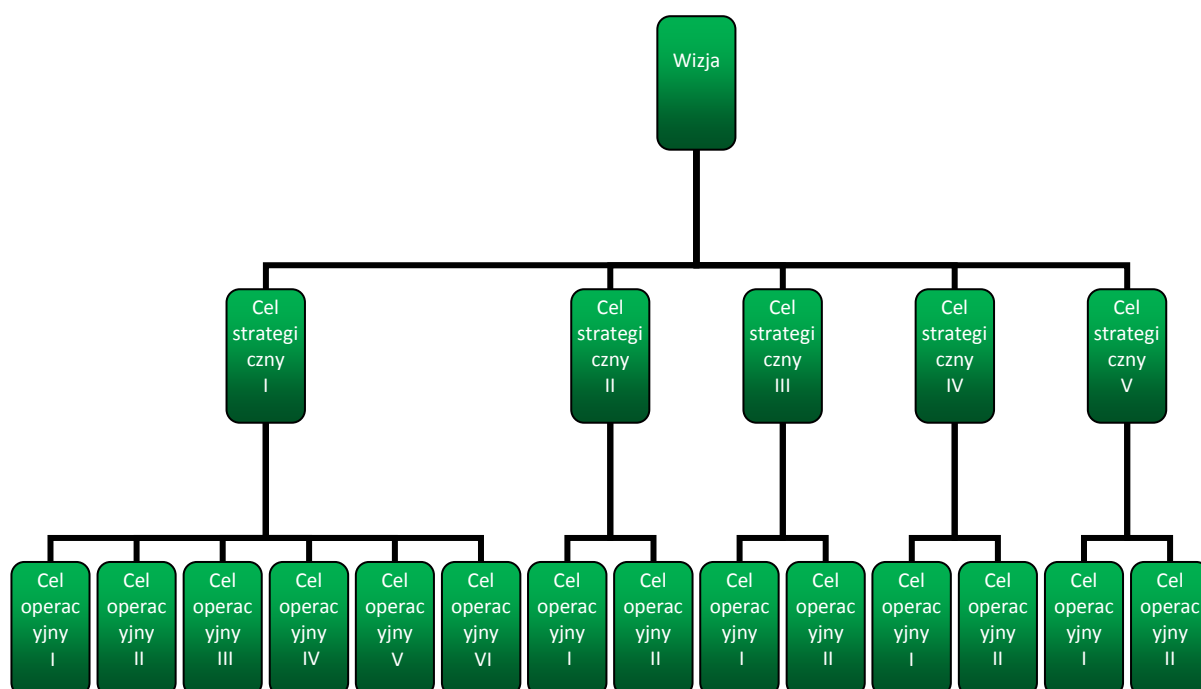 Wizja
Cel
strategi
czny
I
Cel
strategi
czny
II
Cel
strategi
czny
III
Cel
strategi
czny
IV
Cel
strategi
czny
V
Cel
operac
yjny
I
Cel
operac
yjny
II
Cel
operac
yjny
III
Cel
operac
yjny
IV
Cel
operac
yjny
V
Cel
operac
yjny
VI
Cel
operac
yjny
I
Cel
operac
yjny
II
Cel
operac
yjny
I
Cel
operac
yjny
II
Cel
operac
yjny
I
Cel
operac
yjny
II
Cel
operac
yjny
I
Cel
operac
yjny
II